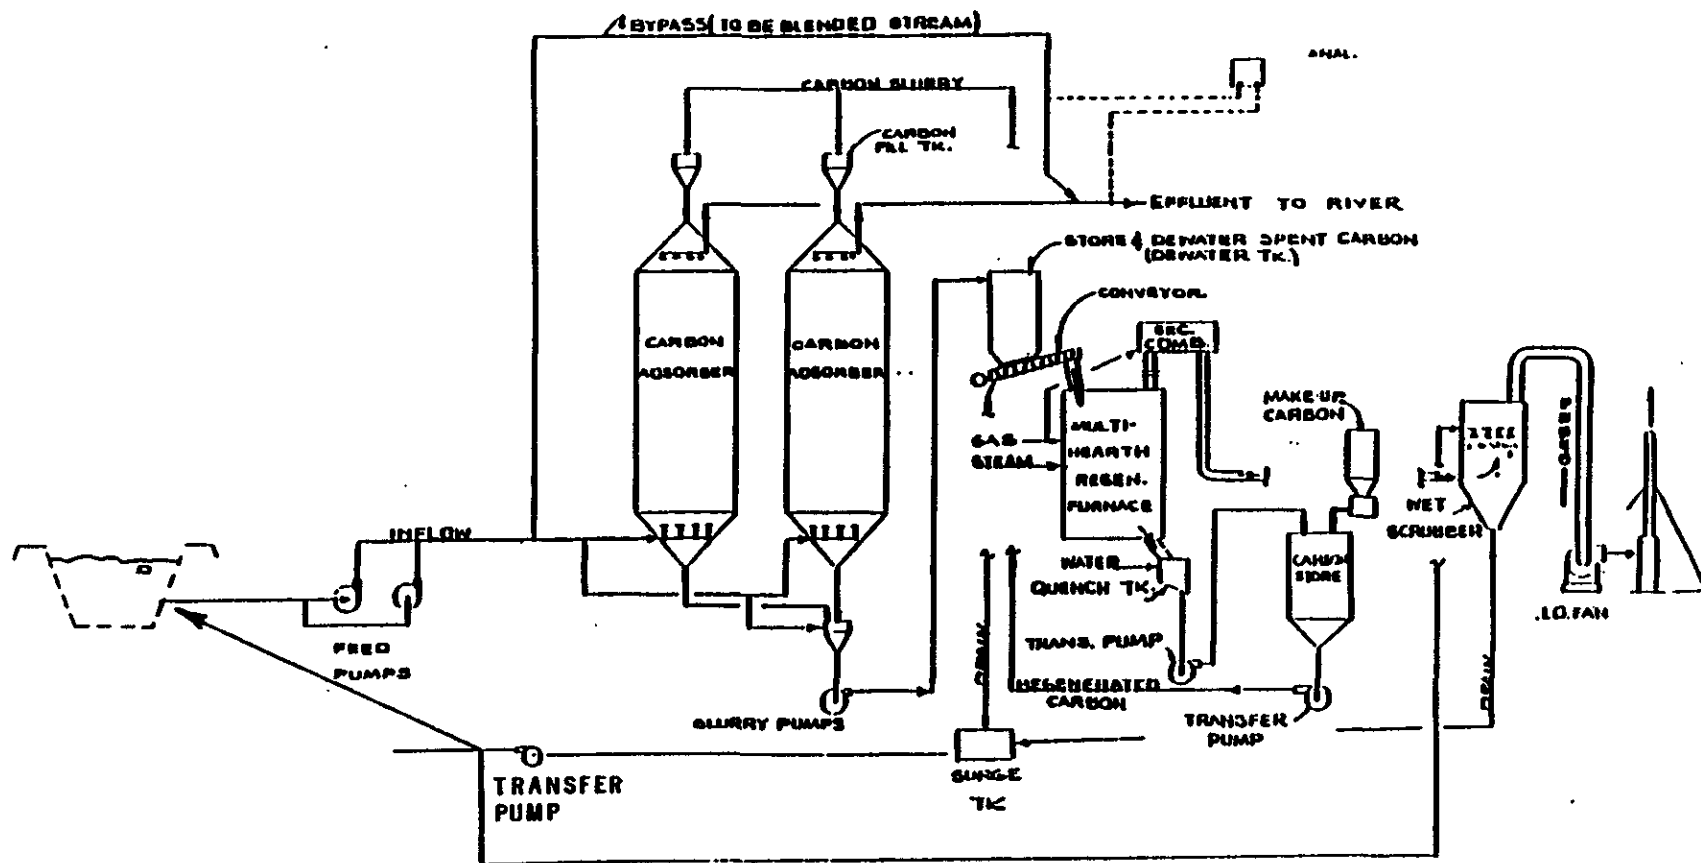 BYPASS (TO BE BLENDED STREAM)
ANAL.
CARBON SLURRY
CARBON
FILL TK.
EFFLUENT TO RIVER
STORE & DEWATER SPENT CARBON
(DEWATER TK.)
CONVEYOR
SEC.
COMB.
CARBON
ADSORBER
CARBON
ADSORBER
MAKE-UP
CARBON
GAS
STEAM
MULTI-
HEARTH
REGEN.
FURNACE
WET
SCRUBBER
INFLOW
WATER
QUENCH TK.
CARBON
STORE
I.D. FAN
FEED
PUMPS
TRANS. PUMP
DRAIN
DRAIN
REGENERATED
CARBON
SLURRY PUMPS
TRANSFER
PUMP
SURGE
TK
TRANSFER
PUMP